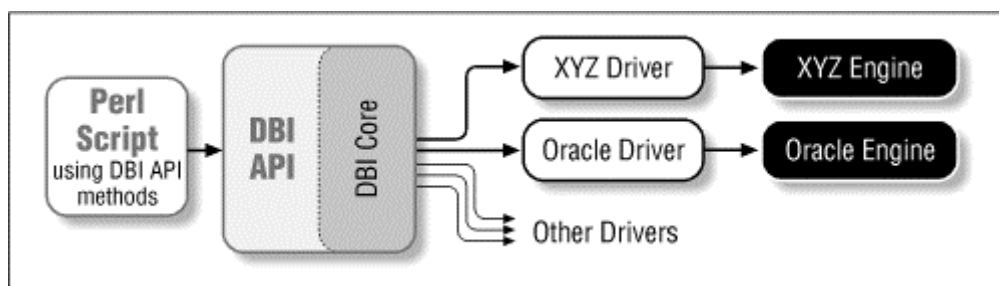 Perl
Script
using DBI API
methods
DBI
API
DBI Core
XYZ Driver
XYZ Engine
Oracle Driver
Oracle Engine
Other Drivers